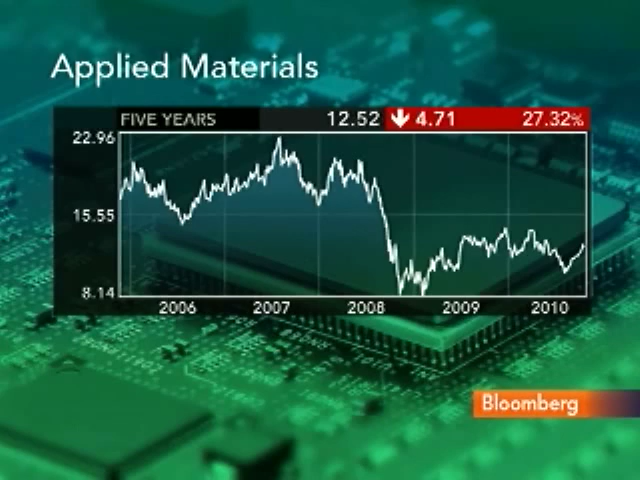 Applied Materials
FIVE YEARS 12.52 4.71 27.32%
22.96
15.55
8.14
2006 2007 2008 2009 2010
Bloomberg